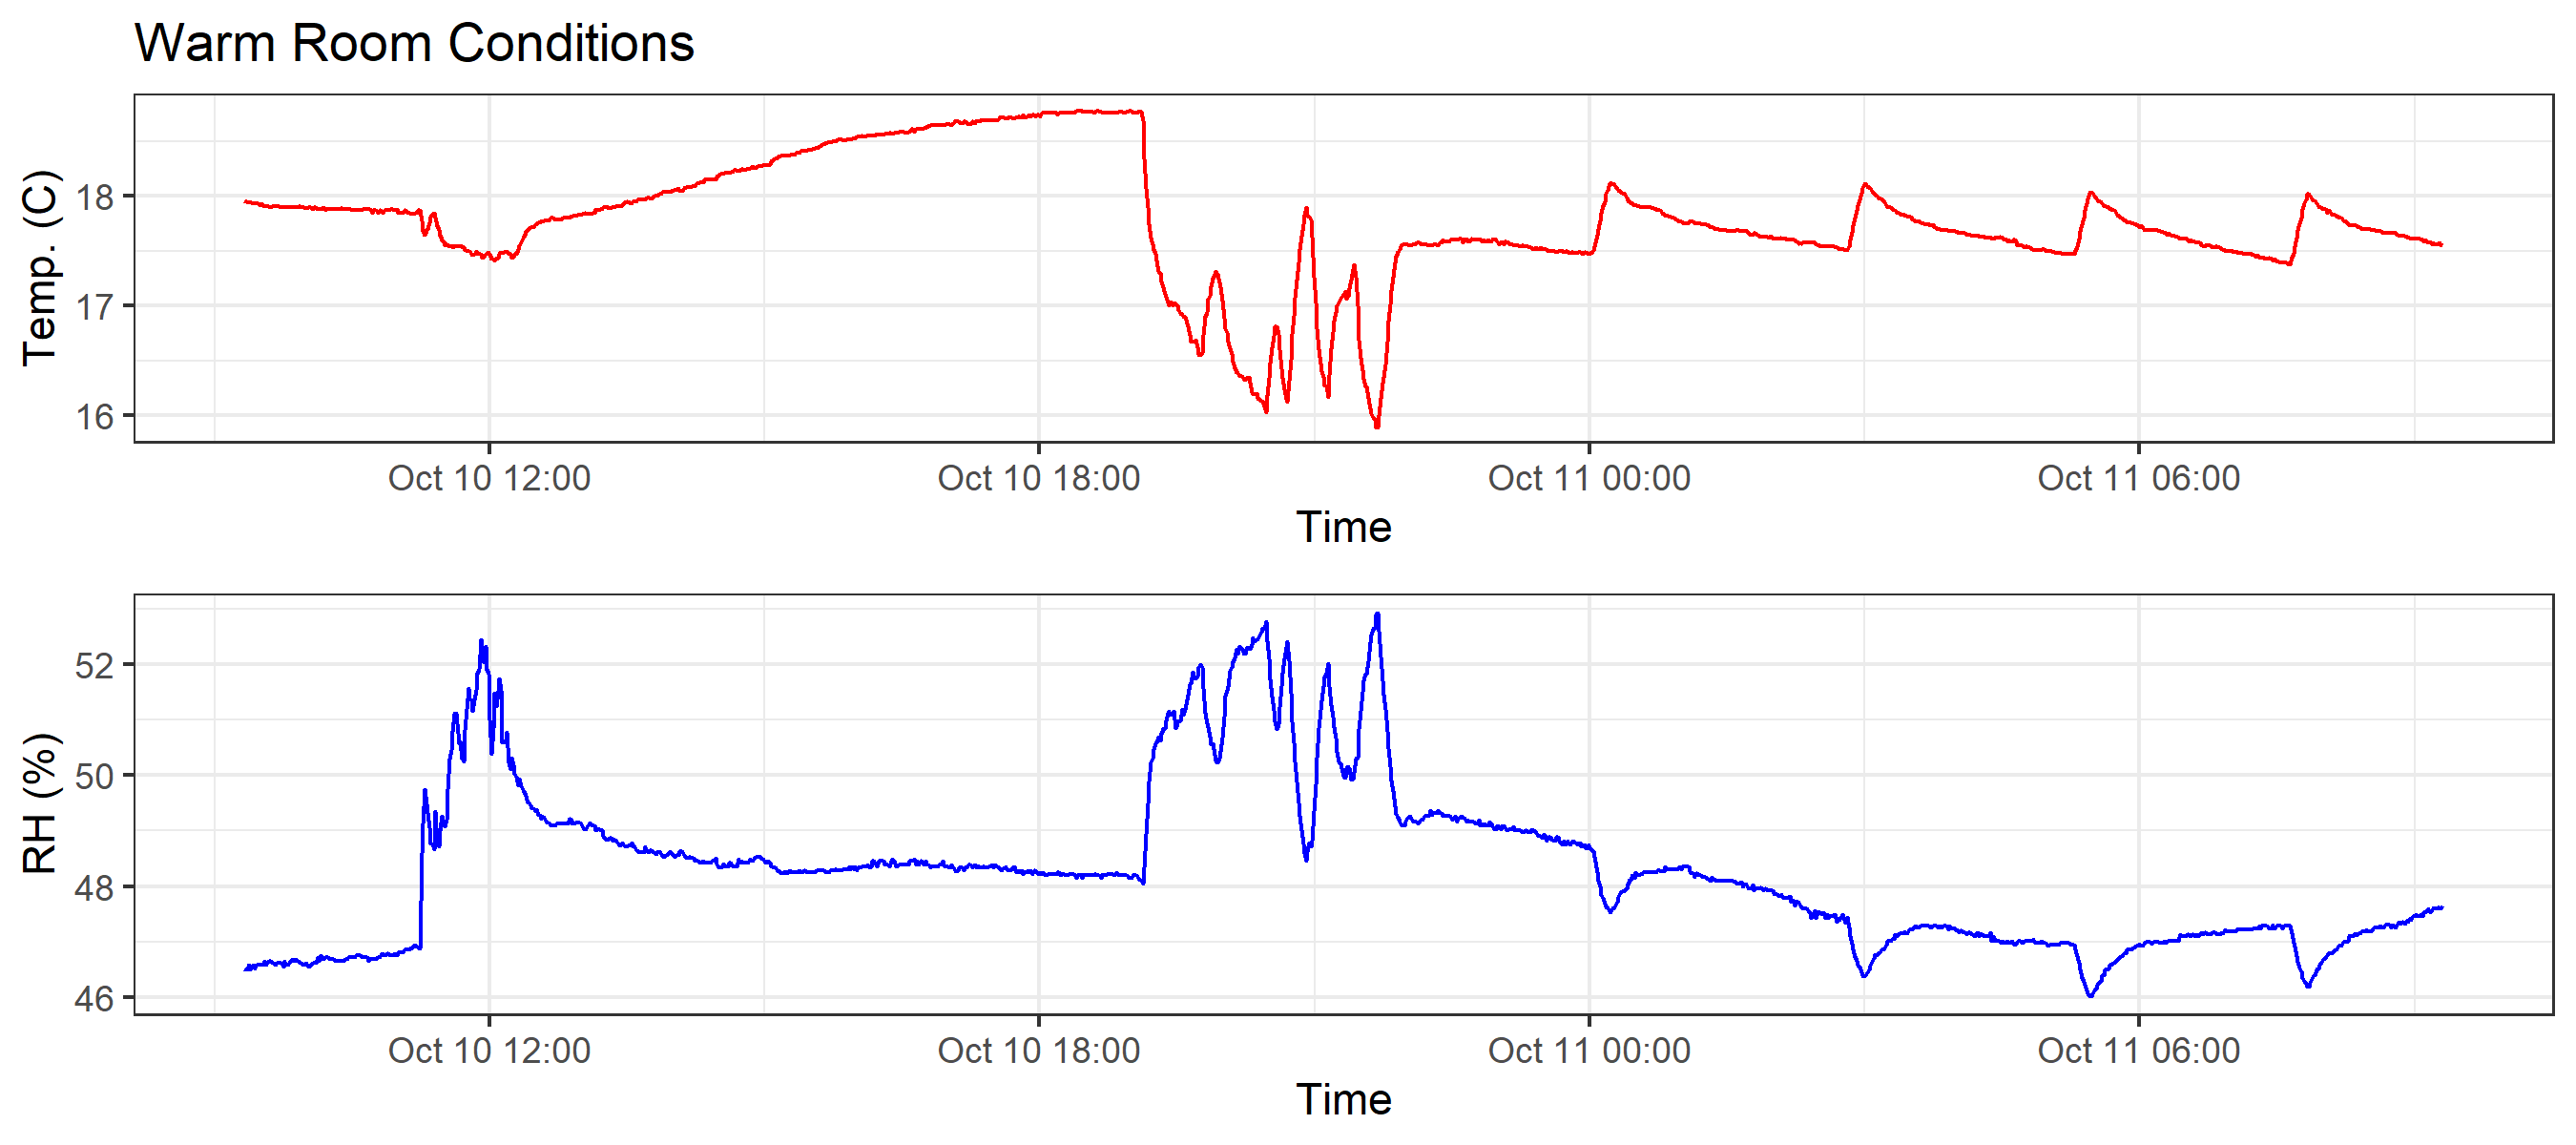 Warm Room Conditions
Temp. (C)
18
17
16
Oct 10 12:00 Oct 10 18:00 Oct 11 00:00 Oct 11 06:00
Time
RH (%)
52
50
48
46
Oct 10 12:00 Oct 10 18:00 Oct 11 00:00 Oct 11 06:00
Time